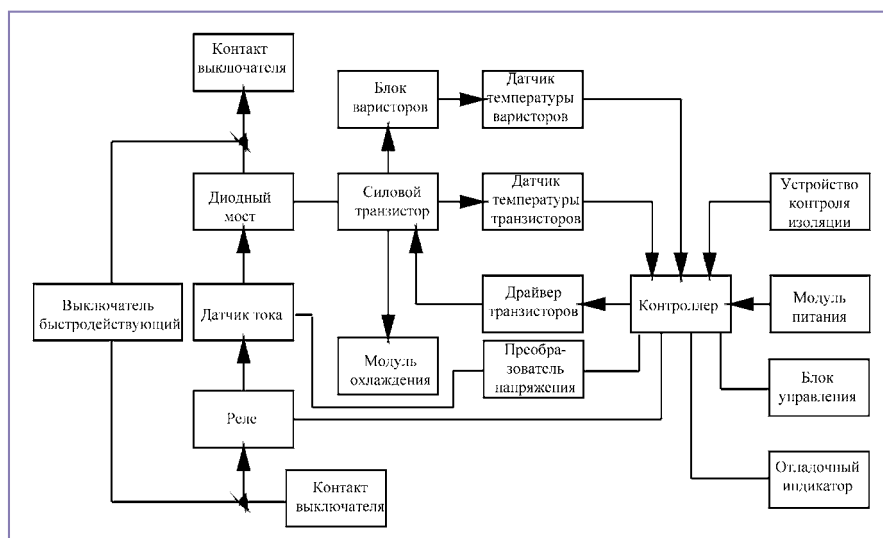 Контакт
выключателя
Блок
варисторов
Датчик
температуры
варисторов
Диодный
мост
Силовой
транзистор
Датчик
температуры
транзисторов
Устройство
контроля
изоляции
Выключатель
быстродействующий
Датчик тока
Драйвер
транзисторов
Контроллер
Модуль
питания
Модуль
охлаждения
Преобра-
зователь
напряжения
Блок
управления
Реле
Контакт
выключателя
Отладочный
индикатор